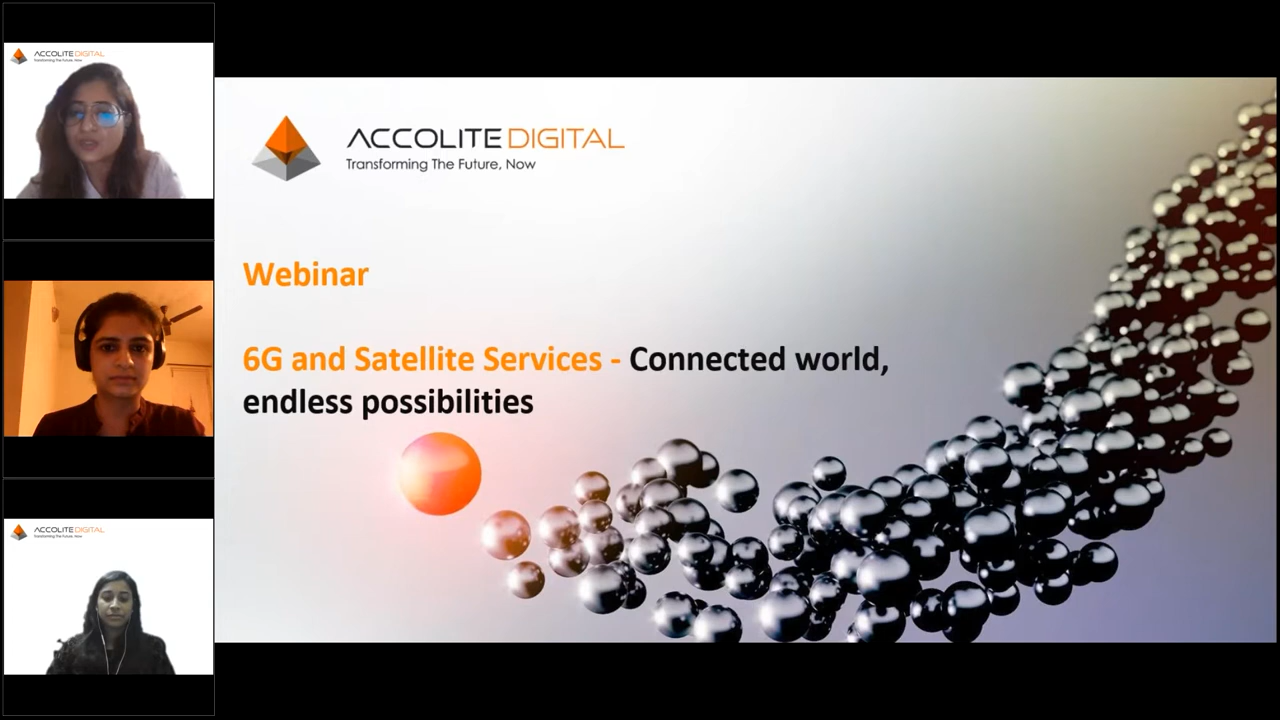 ACCOLITE DIGITAL
Transforming The Future, Now
ACCOLITE DIGITAL
Transforming The Future, Now
Webinar
6G and Satellite Services - Connected world,
endless possibilities
ACCOLITE DIGITAL
Transforming The Future, Now